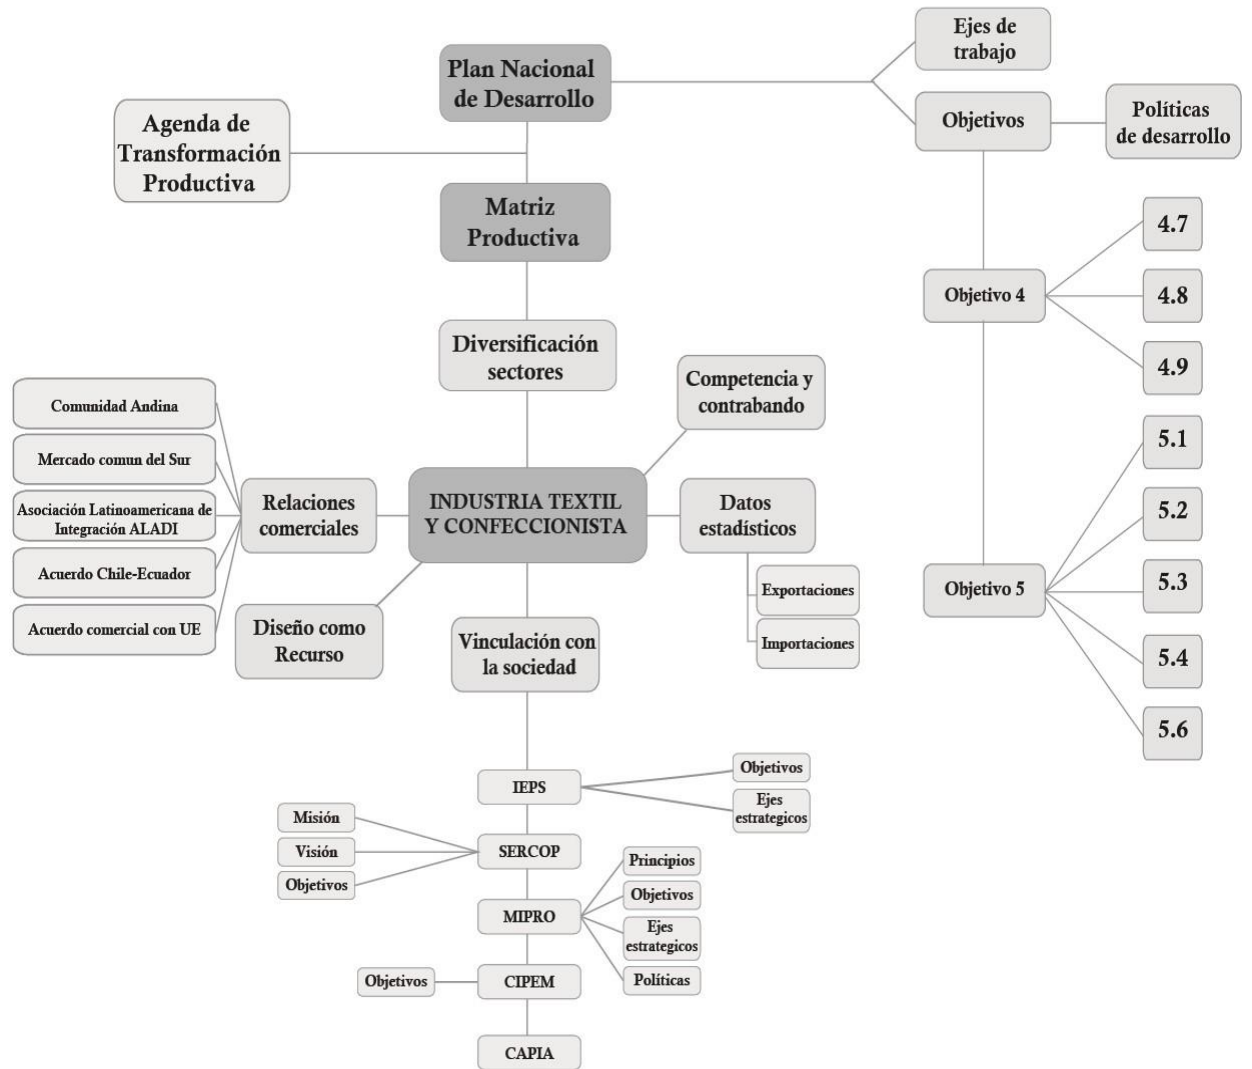 Plan Nacional
de Desarrollo
Ejes de
trabajo
Objetivos
Políticas
de desarrollo
Agenda de
Transformación
Productiva
Matriz
Productiva
4.7
Objetivo 4
4.8
4.9
Diversificación
sectores
Competencia y
contrabando
Comunidad Andina
Mercado comun del Sur
Asociación Latinoamericana de
Integración ALADI
Acuerdo Chile-Ecuador
Acuerdo comercial con UE
Relaciones
comerciales
INDUSTRIA TEXTIL
Y CONFECCIONISTA
Datos
estadísticos
Exportaciones
Importaciones
5.1
5.2
Objetivo 5
5.3
5.4
5.6
Diseño como
Recurso
Vinculación con
la sociedad
IEPS
Objetivos
Ejes
estrategicos
Misión
Visión
Objetivos
SERCOP
Principios
Objetivos
MIPRO
Ejes
estrategicos
Políticas
Objetivos
CIPEM
CAPIA